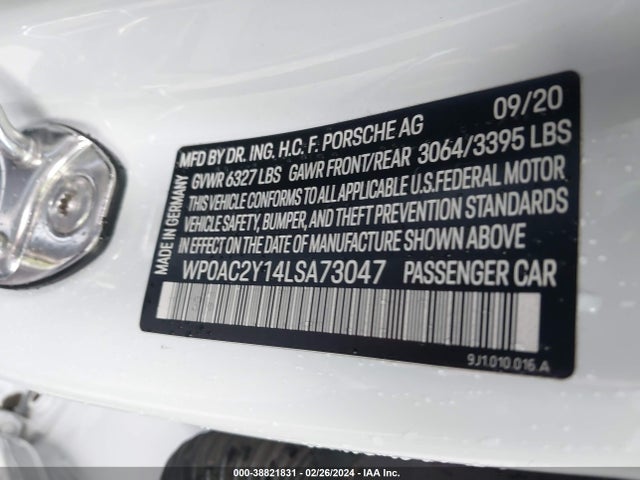 09/20
MFD BY DR. ING. H.C. F. PORSCHE AG
GVWR 6327 LBS GAWR FRONT/REAR 3064/3395 LBS
THIS VEHICLE CONFORMS TO ALL APPLICABLE U.S.FEDERAL MOTOR
VEHICLE SAFETY, BUMPER, AND THEFT PREVENTION STANDARDS
IN EFFECT ON THE DATE OF MANUFACTURE SHOWN ABOVE
WP0AC2Y14LSA73047 PASSENGER CAR
MADE IN GERMANY
9J1.010.016.A
000-38821831 - 02/26/2024 - IAA Inc.